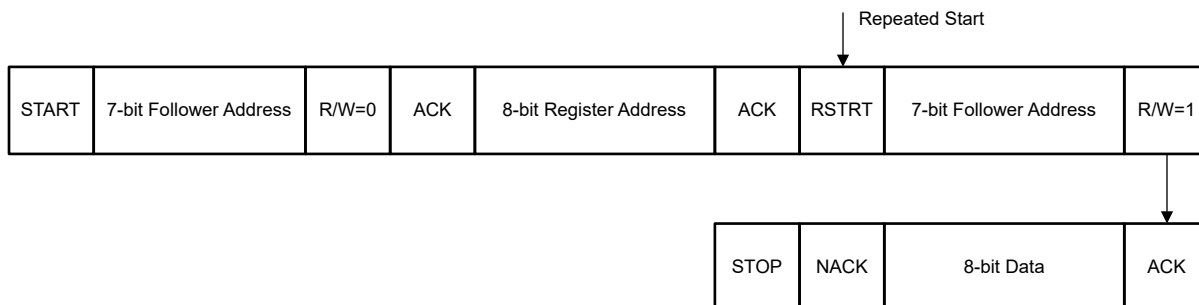 Repeated Start
START 7-bit Follower Address R/W=0 ACK 8-bit Register Address ACK RSTRT 7-bit Follower Address R/W=1
STOP NACK 8-bit Data ACK